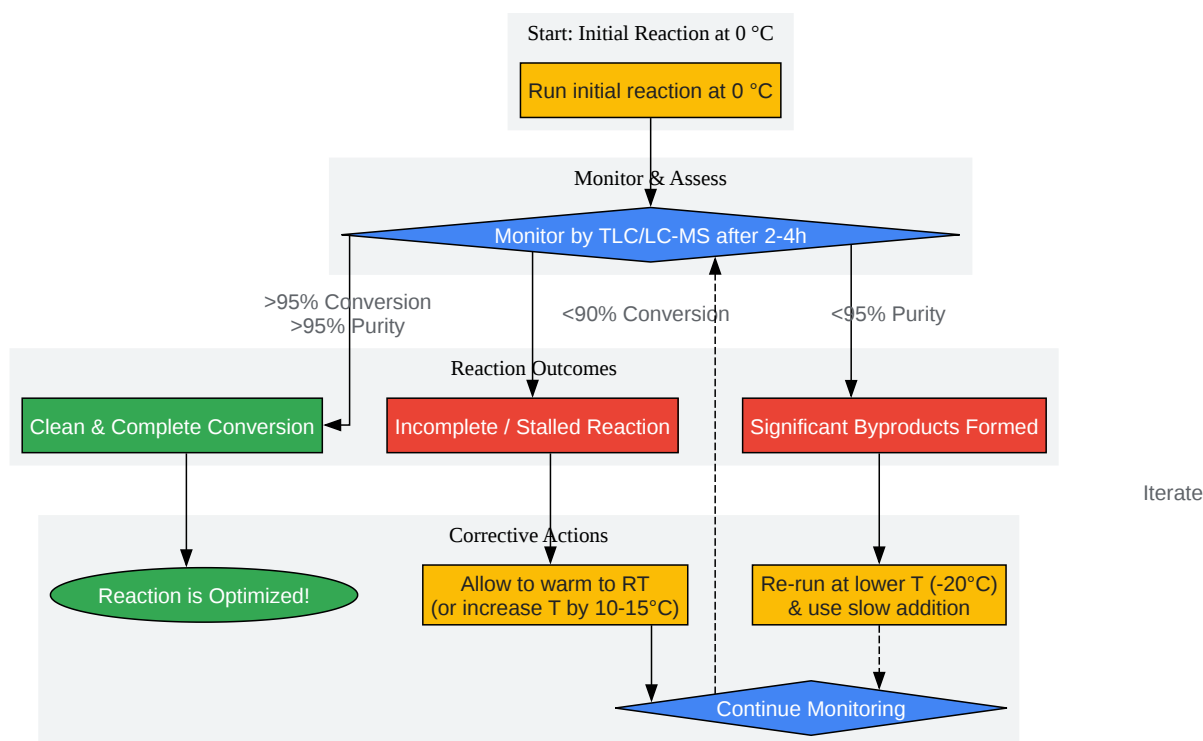 Start: Initial Reaction at 0 °C
Run initial reaction at 0 °C
Monitor & Assess
Monitor by TLC/LC-MS after 2-4h
>95% Conversion
>95% Purity
<90% Conversion
<95% Purity
Reaction Outcomes
Clean & Complete Conversion
Incomplete / Stalled Reaction
Significant Byproducts Formed
Iterate
Corrective Actions
Reaction is Optimized!
Allow to warm to RT
(or increase T by 10-15°C)
Re-run at lower T (-20°C)
& use slow addition
Continue Monitoring